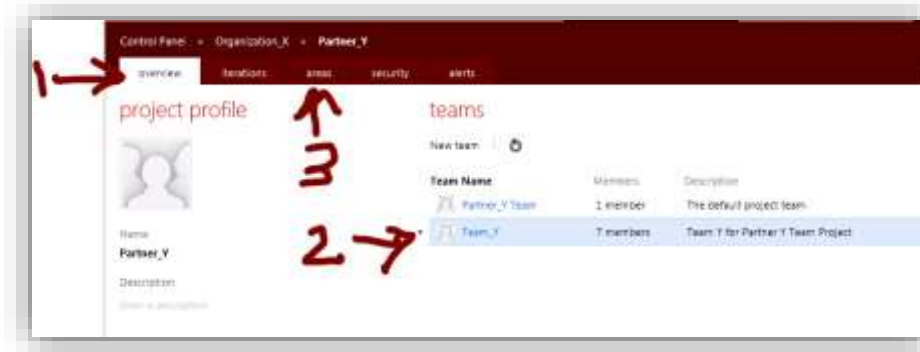 Control Panel > Organization_X > Partner_Y
1 overview iterations areas security alerts
project profile
3
teams
New team
Team Name Members Description
Partner_Y Team 1 member The default project team
2 Team_Y 7 members Team Y for Partner Y Team Project
Name
Partner_Y
Description
Enter a description